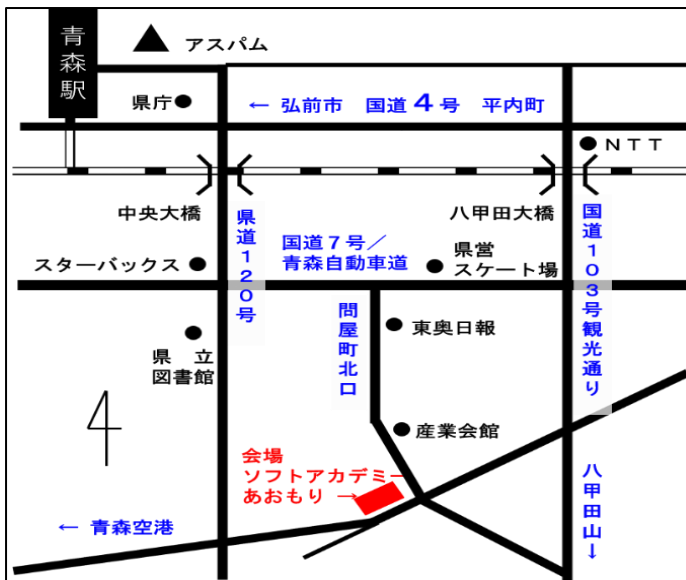 青森駅
アスパム
県庁
← 弘前市 国道4号 平内町
NTT
中央大橋
八甲田大橋
県道120号
国道7号／
青森自動車道
国道103号観光通り
スターバックス
県営
スケート場
問屋町北口
東奥日報
県 立
図書館
産業会館
会場
ソフトアカデミー
あおもり →
← 青森空港
八甲田山↓